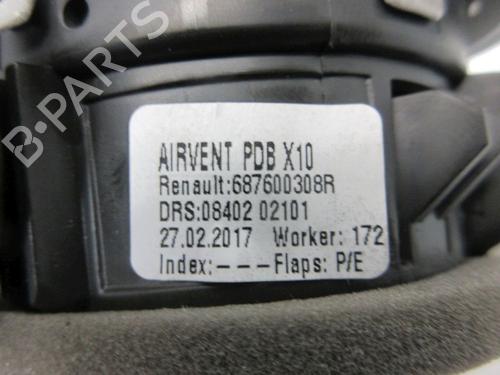 AIRVENT PDB X10
Renault:687600308R
DRS:08402 02101
27.02.2017 Worker: 172
Index:---Flaps: P/E
B-PARTS